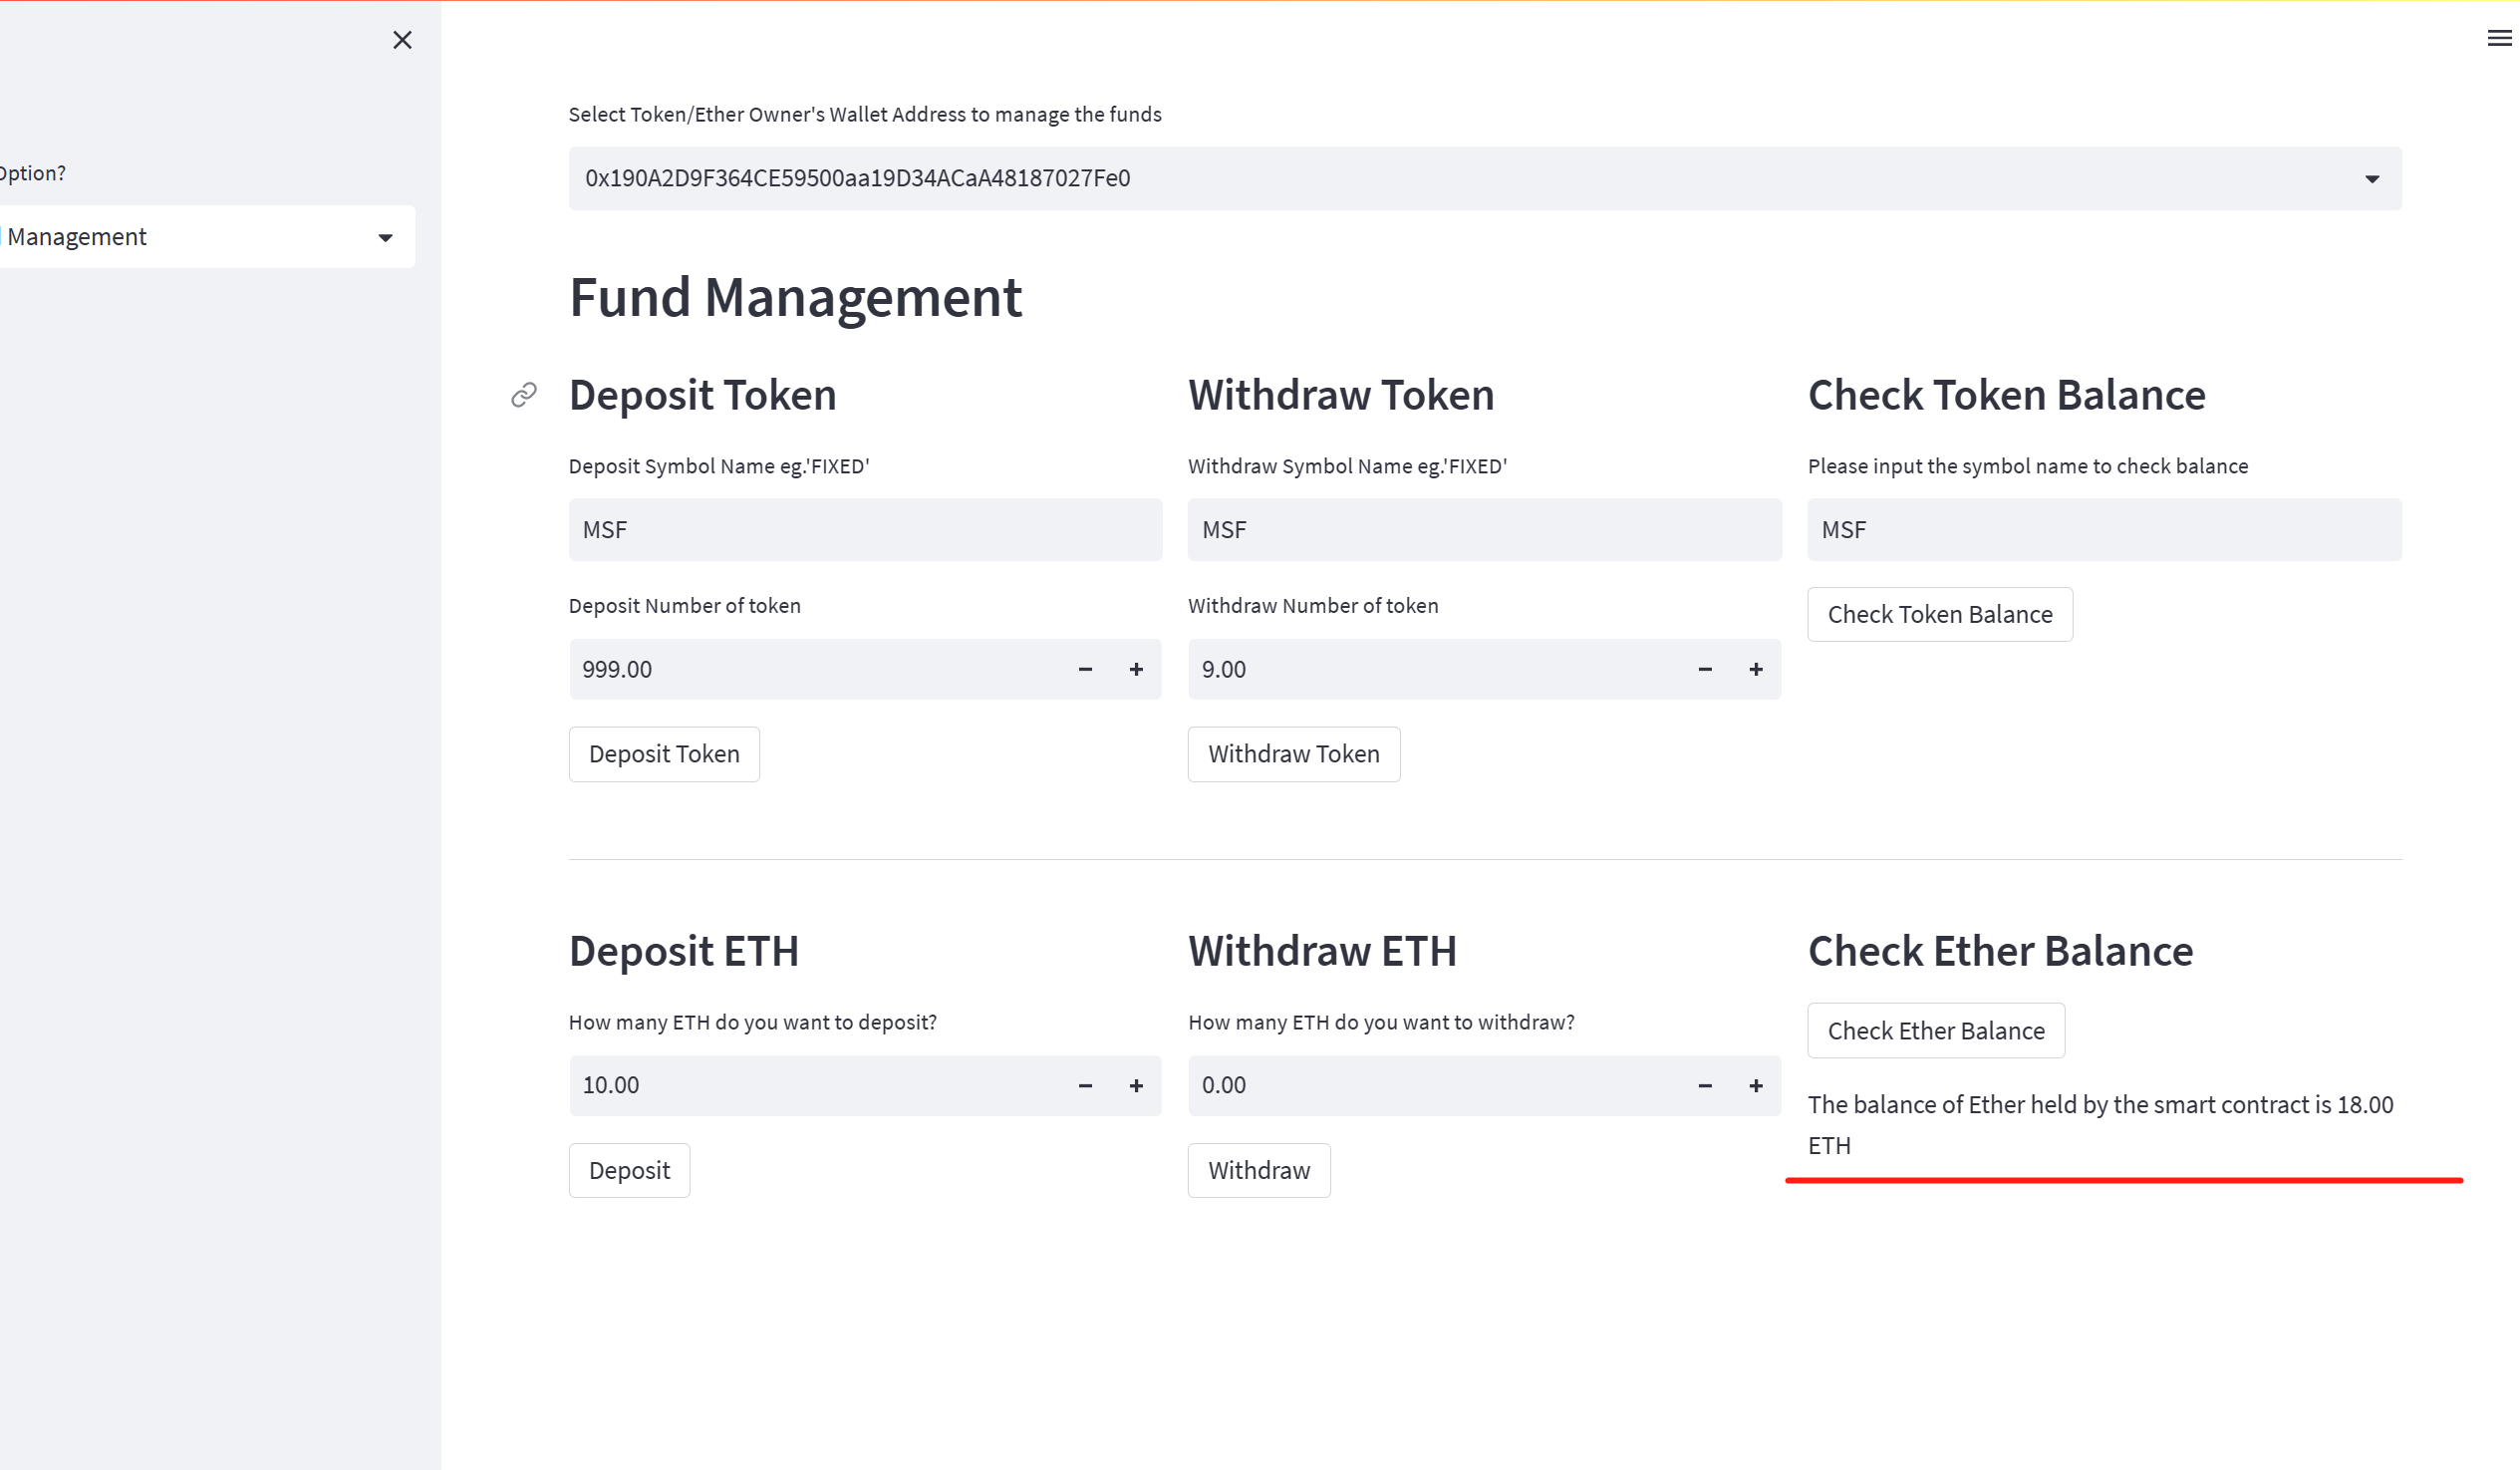 Option?
Management
Select Token/Ether Owner's Wallet Address to manage the funds
0x190A2D9F364CE59500aa19D34ACaA48187027Fe0
Fund Management
Deposit Token
Deposit Symbol Name eg.'FIXED'
MSF
Deposit Number of token
999.00
Deposit Token
Withdraw Token
Withdraw Symbol Name eg.'FIXED'
MSF
Withdraw Number of token
9.00
Withdraw Token
Check Token Balance
Please input the symbol name to check balance
MSF
Check Token Balance
Deposit ETH
How many ETH do you want to deposit?
10.00
Deposit
Withdraw ETH
How many ETH do you want to withdraw?
0.00
Withdraw
Check Ether Balance
Check Ether Balance
The balance of Ether held by the smart contract is 18.00
ETH